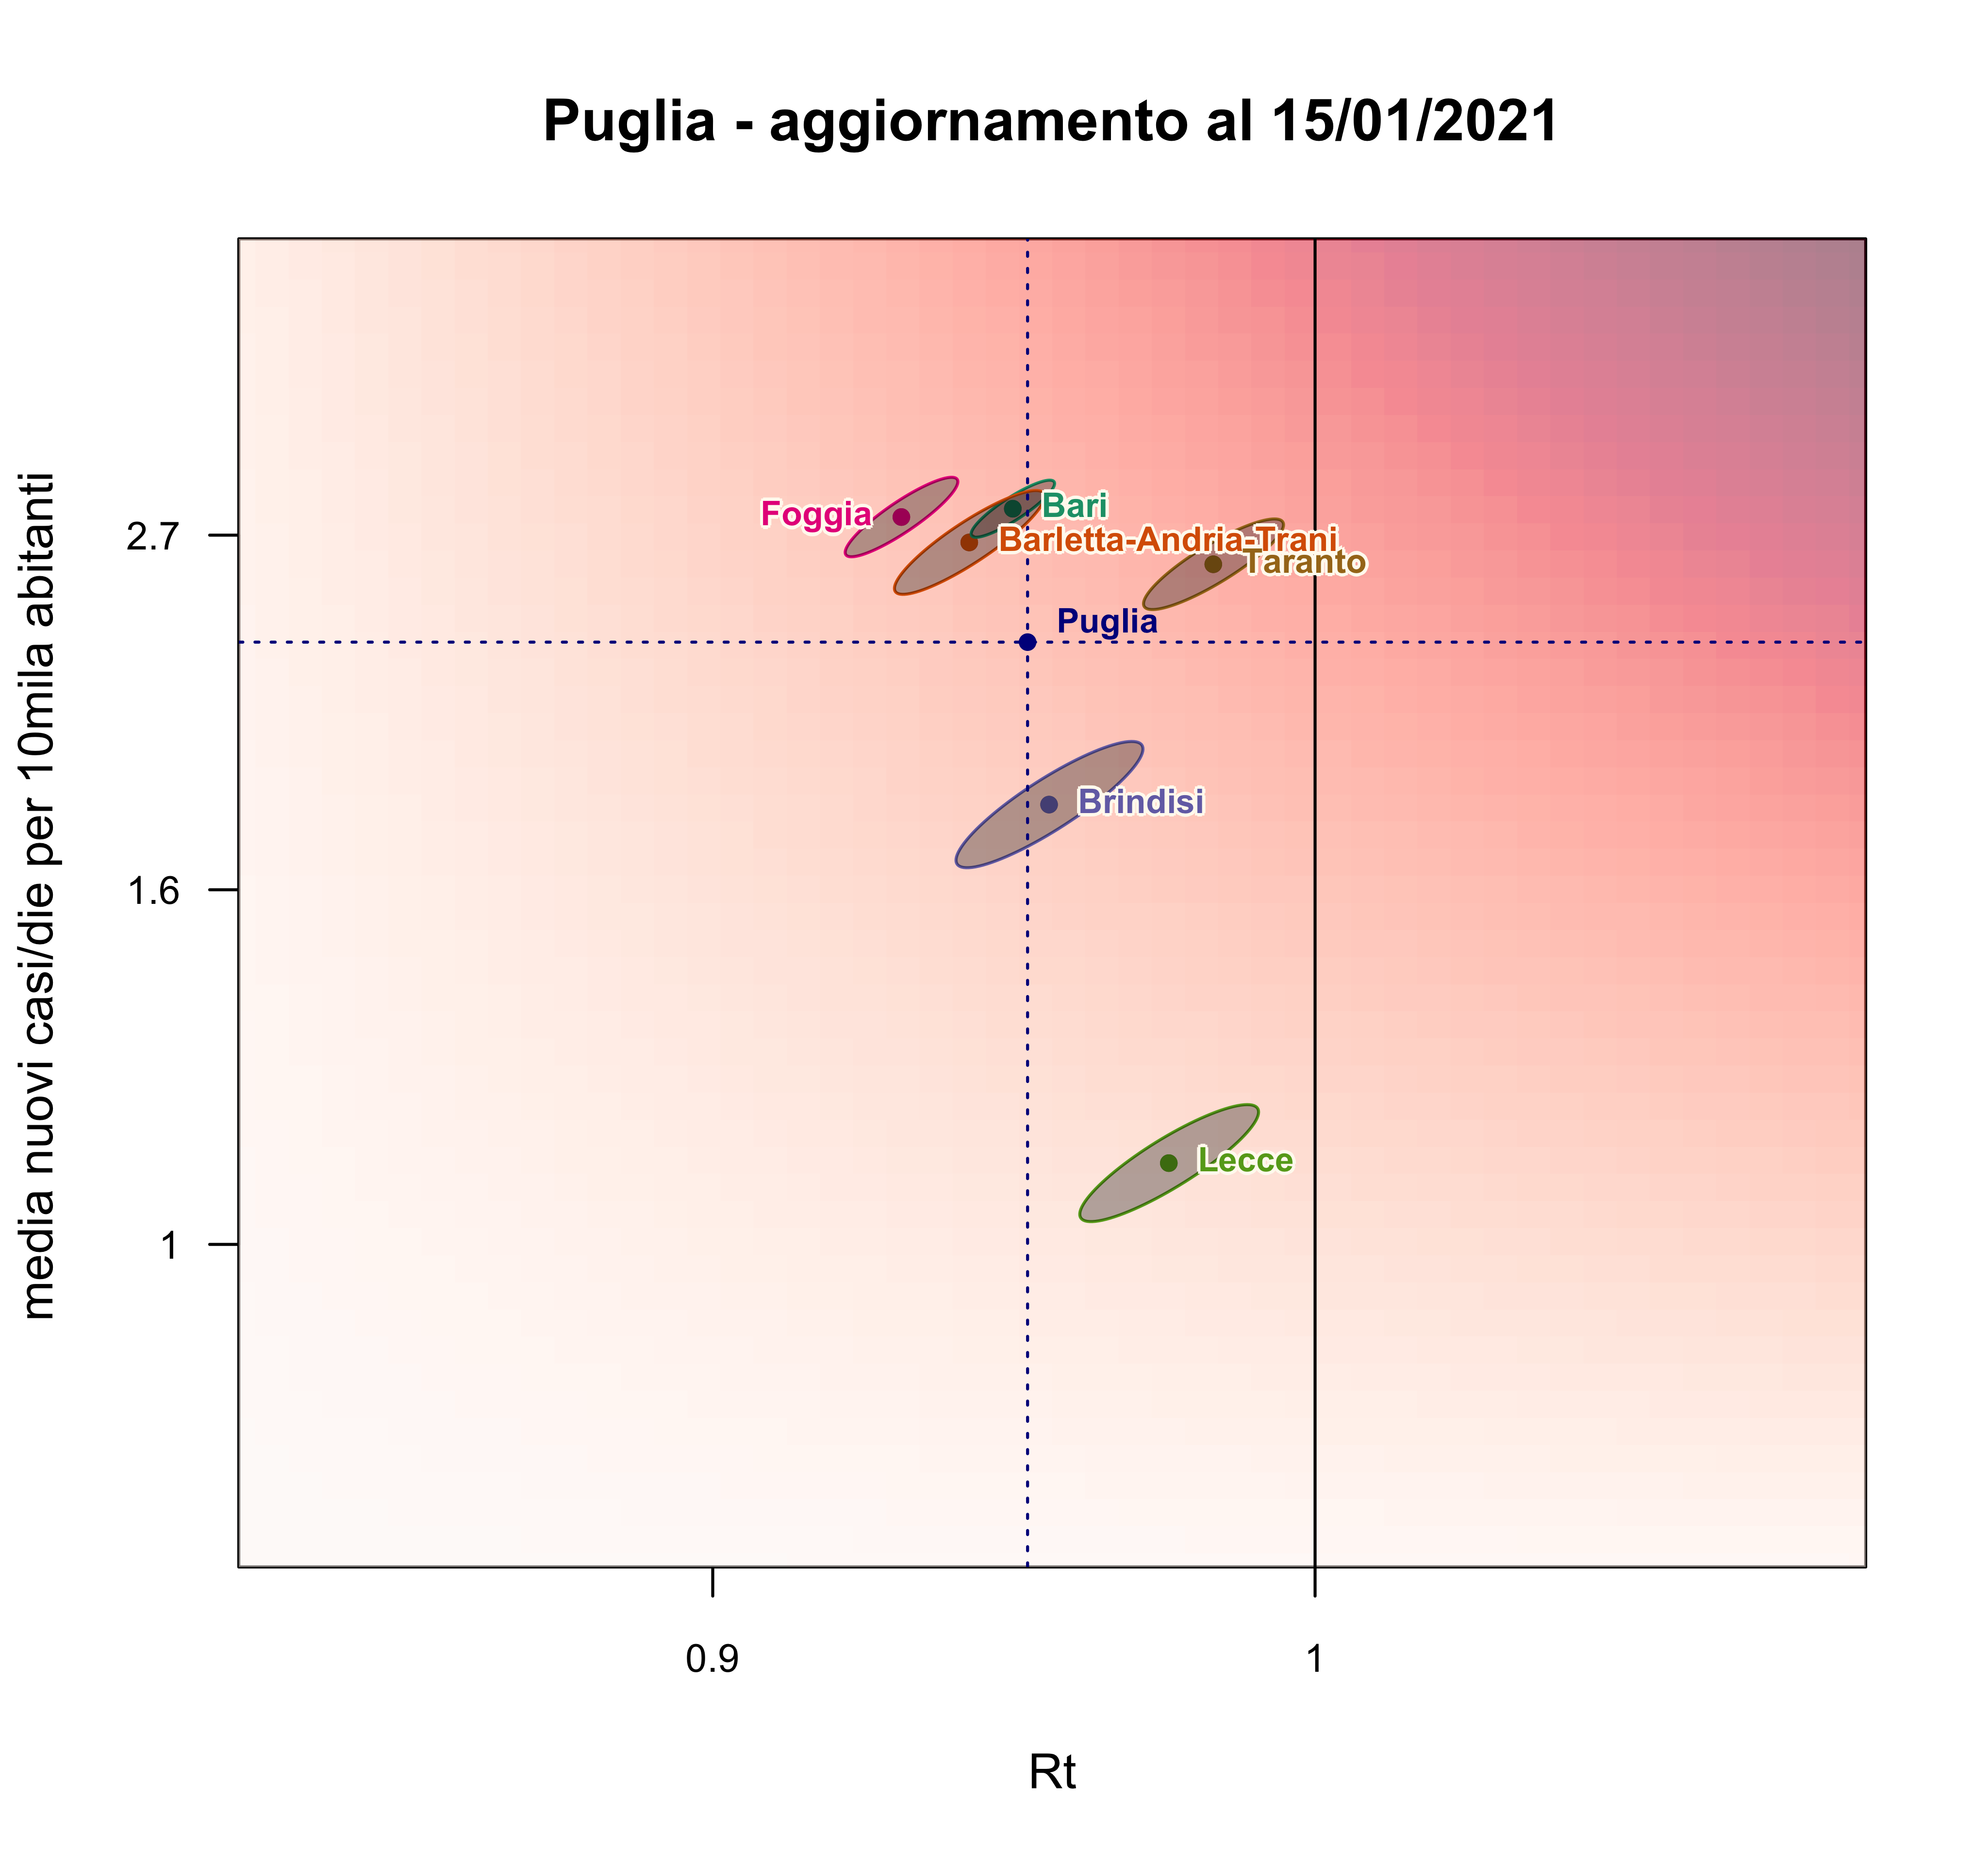 Puglia - aggiornamento al 15/01/2021
media nuovi casi/die per 10mila abitanti
2.7
1.6
1
Foggia
Bari
Barletta-Andria-Trani
Taranto
Puglia
Brindisi
Lecce
0.9
1
Rt